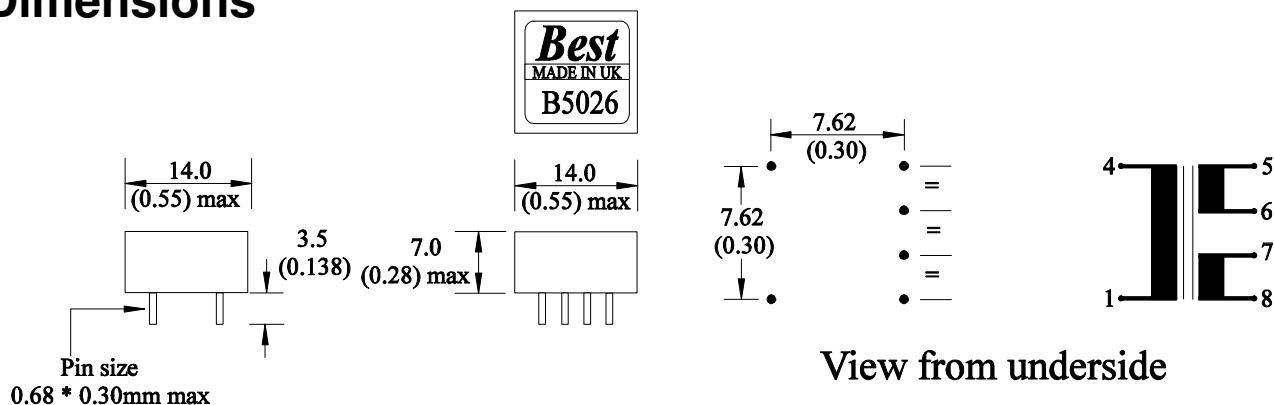 Dimensions
Best
MADE IN UK
B5026
14.0
(0.55) max
14.0
(0.55) max
3.5
(0.138)
7.0
(0.28) max
Pin size
0.68 * 0.30mm max
7.62
(0.30)
7.62
(0.30)
=
=
=
4
5
6
7
1
8
View from underside